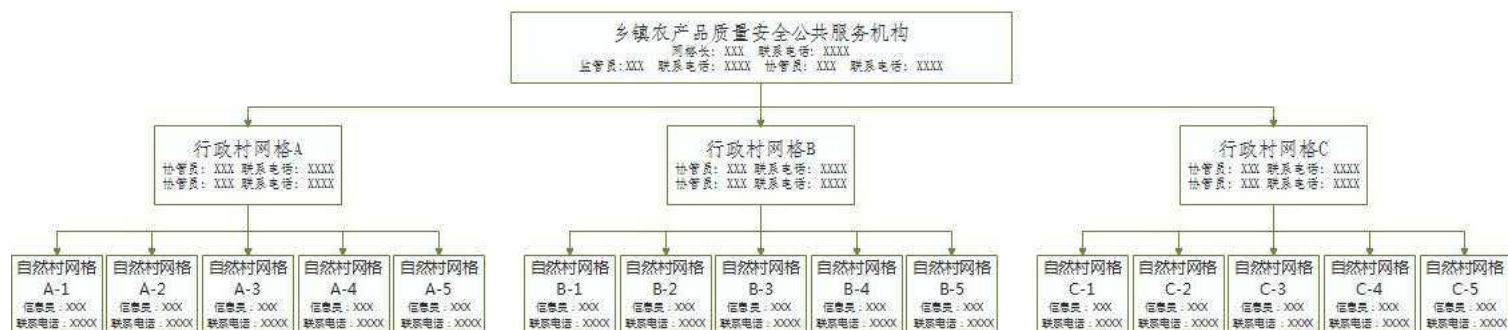 乡镇农产品质量安全公共服务机构
网格长: XXX 联系电话: XXXX
监管员:XXX 联系电话: XXXX 协管员: XXX 联系电话: XXXX
行政村网格A
协管员: XXX 联系电话: XXXX
协管员: XXX 联系电话: XXXX
行政村网格B
协管员: XXX 联系电话: XXXX
协管员: XXX 联系电话: XXXX
行政村网格C
协管员: XXX 联系电话: XXXX
协管员: XXX 联系电话: XXXX
自然村网格
A-1
信息员：XXX
联系电话：XXXX
自然村网格
A-2
信息员：XXX
联系电话：XXXX
自然村网格
A-3
信息员：XXX
联系电话：XXXX
自然村网格
A-4
信息员：XXX
联系电话：XXXX
自然村网格
A-5
信息员：XXX
联系电话：XXXX
自然村网格
B-1
信息员：XXX
联系电话：XXXX
自然村网格
B-2
信息员：XXX
联系电话：XXXX
自然村网格
B-3
信息员：XXX
联系电话：XXXX
自然村网格
B-4
信息员：XXX
联系电话：XXXX
自然村网格
B-5
信息员：XXX
联系电话：XXXX
自然村网格
C-1
信息员：XXX
联系电话：XXXX
自然村网格
C-2
信息员：XXX
联系电话：XXXX
自然村网格
C-3
信息员：XXX
联系电话：XXXX
自然村网格
C-4
信息员：XXX
联系电话：XXXX
自然村网格
C-5
信息员：XXX
联系电话：XXXX